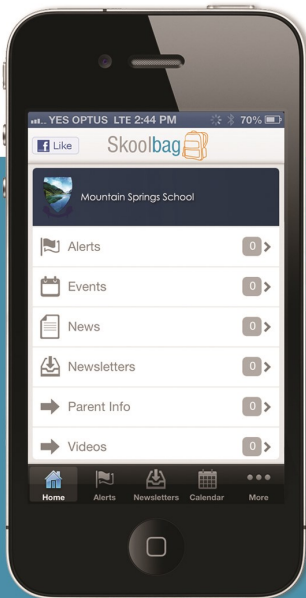 YES OPTUS LTE 2:44 PM 70%
Like Skoolbag
Mountain Springs School
Alerts 0
Events 0
News 0
Newsletters 0
Parent Info 0
Videos 0
Home Alerts Newsletters Calendar More